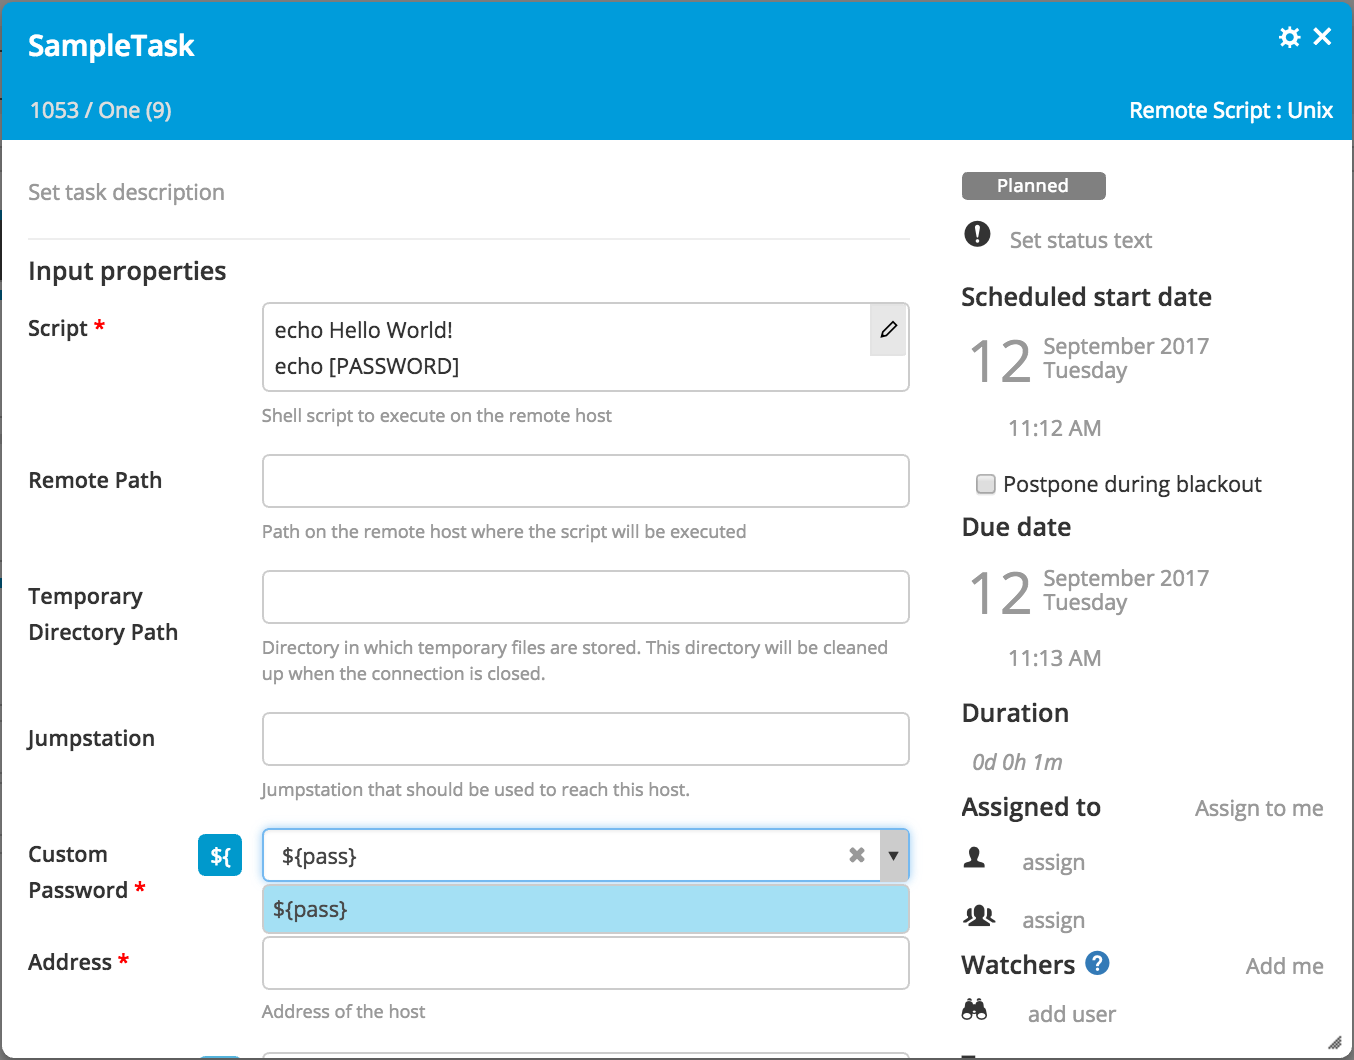 SampleTask
1053 / One (9)
Remote Script : Unix
Set task description
Input properties
Script *
echo Hello World!
echo [PASSWORD]
Shell script to execute on the remote host
Remote Path
Path on the remote host where the script will be executed
Temporary
Directory Path
Directory in which temporary files are stored. This directory will be cleaned
up when the connection is closed.
Jumpstation
Jumpstation that should be used to reach this host.
Custom
Password *
${
${pass}
${pass}
Address *
Address of the host
Planned
Set status text
Scheduled start date
12
September 2017
Tuesday
11:12 AM
Postpone during blackout
Due date
12
September 2017
Tuesday
11:13 AM
Duration
0d 0h 1m
Assigned to
Assign to me
assign
assign
Watchers ?
Add me
add user